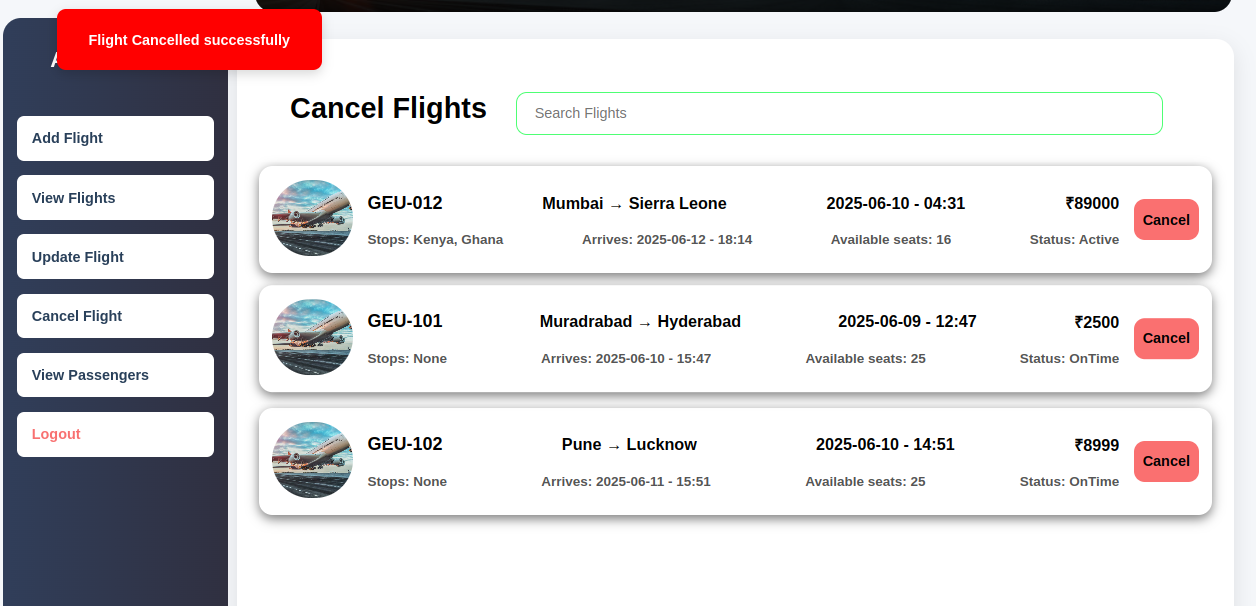 Flight Cancelled successfully
Add Flight
View Flights
Update Flight
Cancel Flight
View Passengers
Logout
Cancel Flights
Search Flights
GEU-012 Mumbai → Sierra Leone 2025-06-10 - 04:31 ₹89000
Stops: Kenya, Ghana Arrives: 2025-06-12 - 18:14 Available seats: 16 Status: Active
Cancel
GEU-101 Muradrabad → Hyderabad 2025-06-09 - 12:47 ₹2500
Stops: None Arrives: 2025-06-10 - 15:47 Available seats: 25 Status: OnTime
Cancel
GEU-102 Pune → Lucknow 2025-06-10 - 14:51 ₹8999
Stops: None Arrives: 2025-06-11 - 15:51 Available seats: 25 Status: OnTime
Cancel